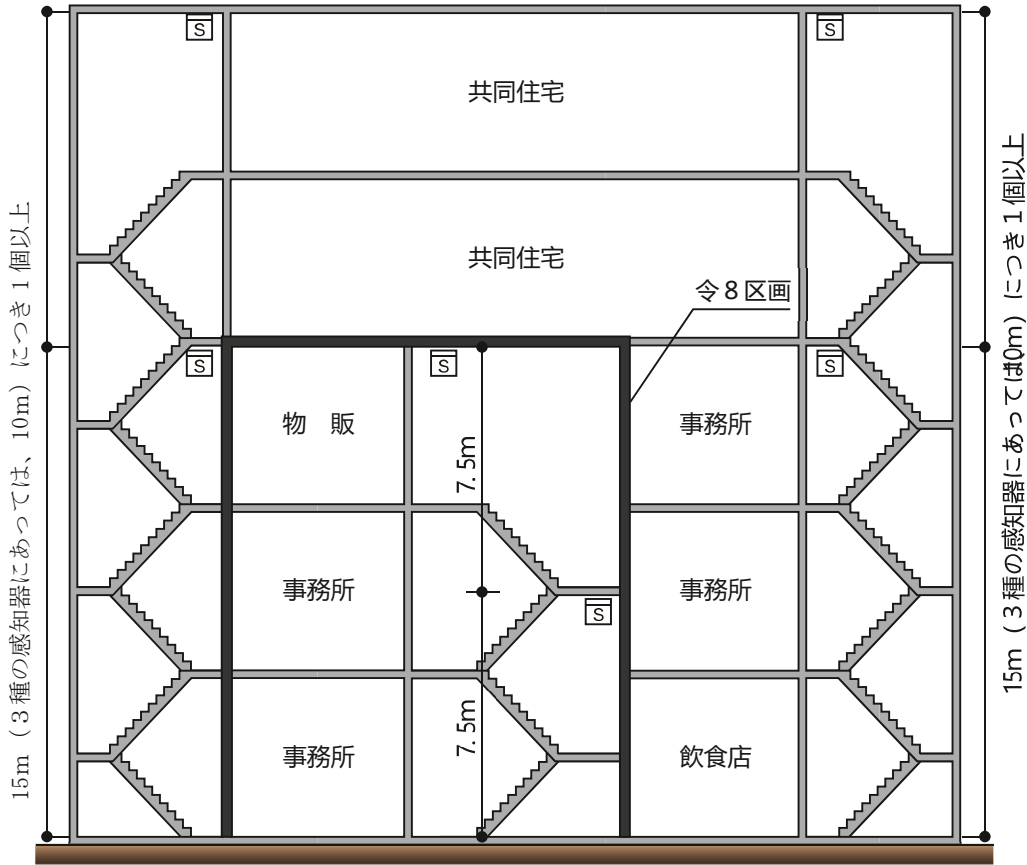 S
S
共同住宅
共同住宅
令８区画
S
S
S
物　販
7. 5m
事務所
事務所
事務所
S
事務所
7. 5m
飲食店
15m（３種の感知器にあっては、10m）につき１個以上
15m（３種の感知器にあっては10m）につき１個以上